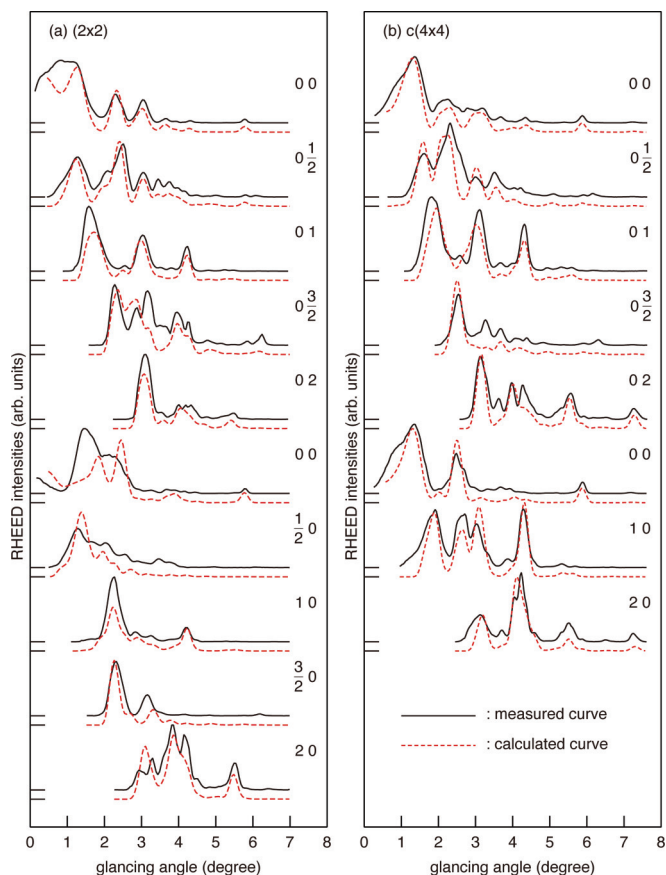 (a) (2x2)
0 0
0 1/2
0 1
0 3/2
0 2
0 0
1/2 0
1 0
3/2 0
2 0
RHEED intensities (arb. units)
0 1 2 3 4 5 6 7
glancing angle (degree)
(b) c(4x4)
0 0
0 1/2
0 1
0 3/2
0 2
0 0
1 0
2 0
: measured curve
: calculated curve
RHEED intensities (arb. units)
0 1 2 3 4 5 6 7 8
glancing angle (degree)